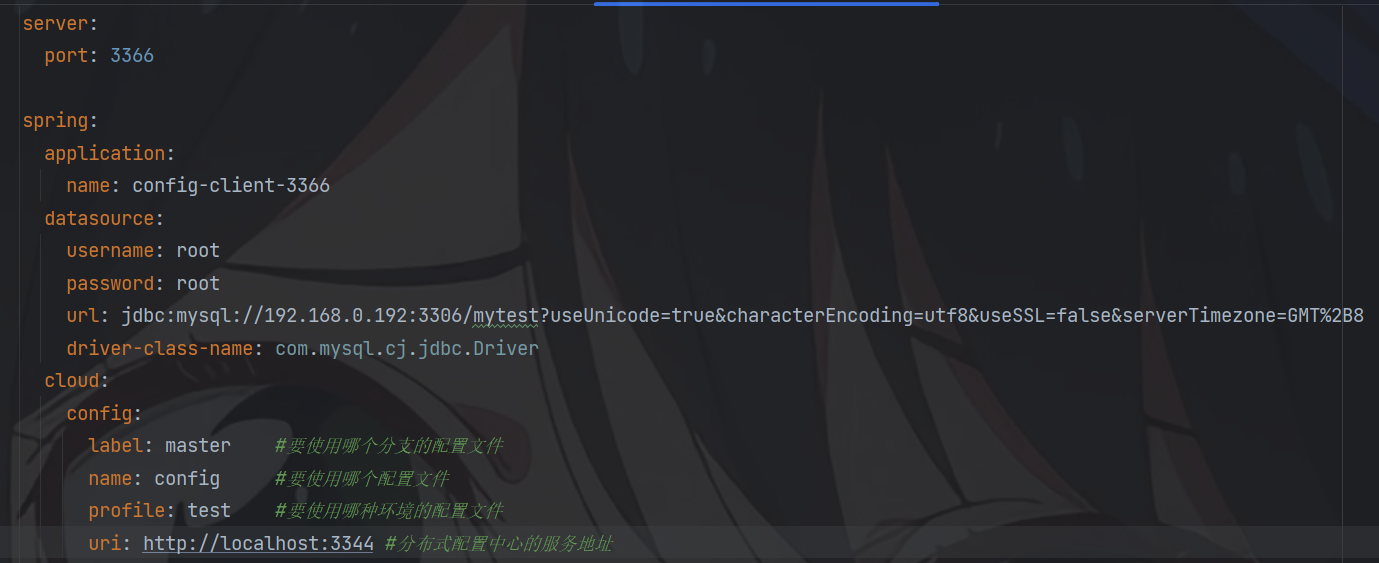 server:
  port: 3366
spring:
  application:
    name: config-client-3366
  datasource:
    username: root
    password: root
    url: jdbc:mysql://192.168.0.192:3306/mytest?useUnicode=true&characterEncoding=utf8&useSSL=false&serverTimezone=GMT%2B8
    driver-class-name: com.mysql.cj.jdbc.Driver
  cloud:
    config:
      label: master    #要使用哪个分支的配置文件
      name: config     #要使用哪个配置文件
      profile: test    #要使用哪种环境的配置文件
      uri: http://localhost:3344 #分布式配置中心的服务地址